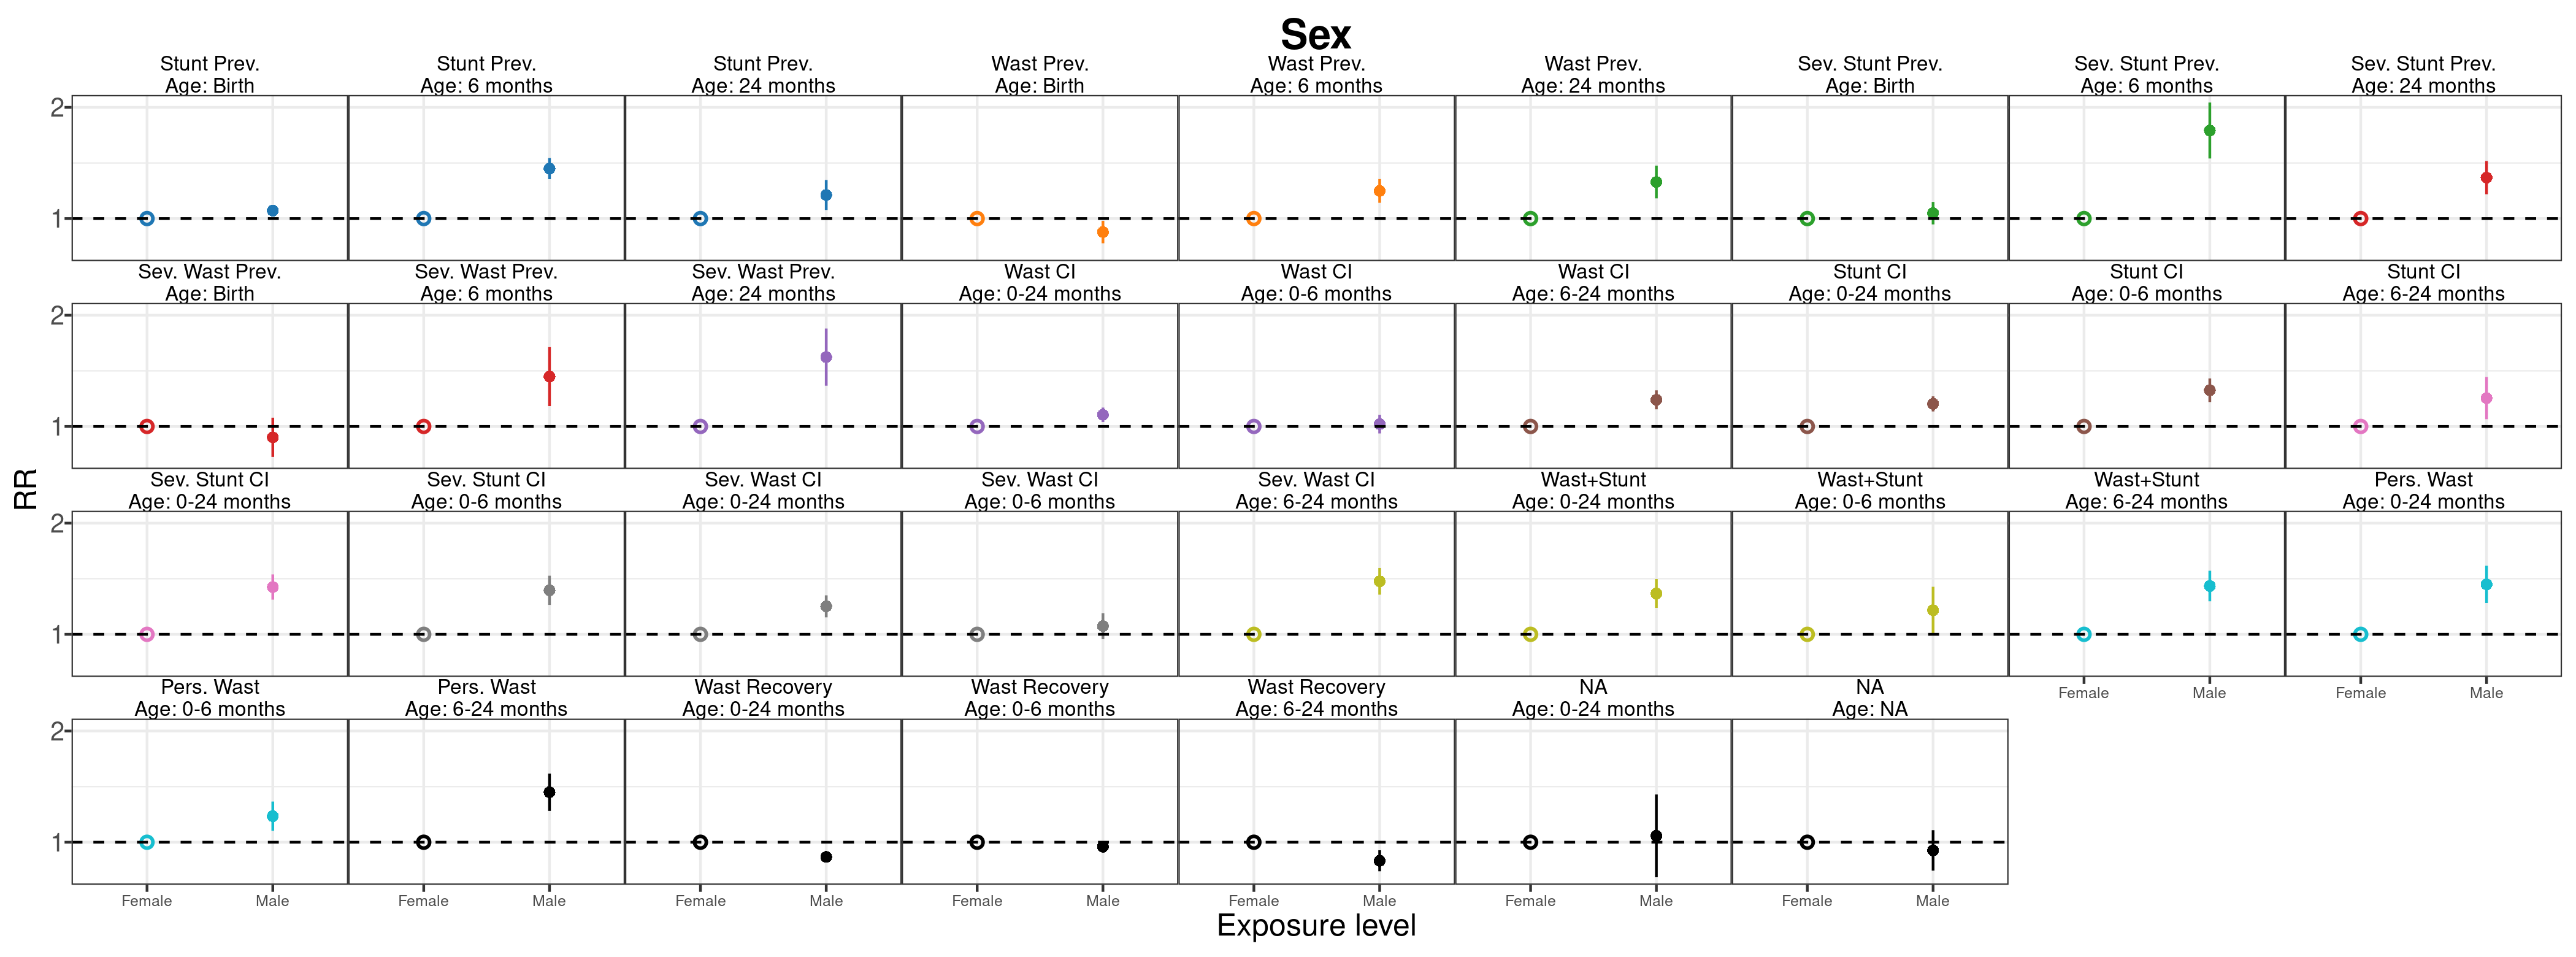 Sex
Stunt Prev.
Age: Birth
Stunt Prev.
Age: 6 months
Stunt Prev.
Age: 24 months
Wast Prev.
Age: Birth
Wast Prev.
Age: 6 months
Wast Prev.
Age: 24 months
Sev. Stunt Prev.
Age: Birth
Sev. Stunt Prev.
Age: 6 months
Sev. Stunt Prev.
Age: 24 months
2
1
Sev. Wast Prev.
Age: Birth
Sev. Wast Prev.
Age: 6 months
Sev. Wast Prev.
Age: 24 months
Wast CI
Age: 0-24 months
Wast CI
Age: 0-6 months
Wast CI
Age: 6-24 months
Stunt CI
Age: 0-24 months
Stunt CI
Age: 0-6 months
Stunt CI
Age: 6-24 months
2
1
RR
Sev. Stunt CI
Age: 0-24 months
Sev. Stunt CI
Age: 0-6 months
Sev. Wast CI
Age: 0-24 months
Sev. Wast CI
Age: 0-6 months
Sev. Wast CI
Age: 6-24 months
Wast+Stunt
Age: 0-24 months
Wast+Stunt
Age: 0-6 months
Wast+Stunt
Age: 6-24 months
Pers. Wast
Age: 0-24 months
2
1
Female
Male
Female
Male
Pers. Wast
Age: 0-6 months
Pers. Wast
Age: 6-24 months
Wast Recovery
Age: 0-24 months
Wast Recovery
Age: 0-6 months
Wast Recovery
Age: 6-24 months
NA
Age: 0-24 months
NA
Age: NA
2
1
Female
Male
Female
Male
Female
Male
Female
Male
Female
Male
Female
Male
Female
Male
Exposure level